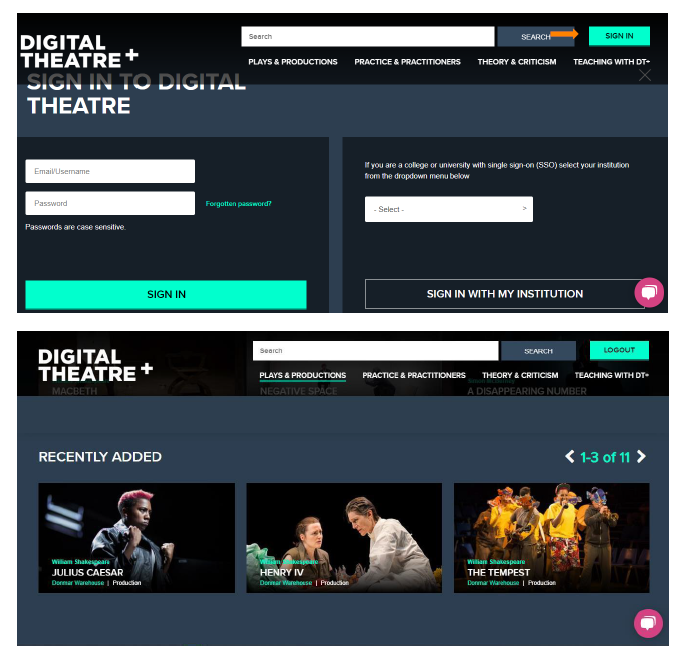 DIGITAL
THEATRE+
Search
SEARCH
SIGN IN
PLAYS & PRODUCTIONS
PRACTICE & PRACTITIONERS
THEORY & CRITICISM
TEACHING WITH DT+
SIGN IN TO DIGITAL
THEATRE
Email/Username
Password
Forgotten password?
Passwords are case sensitive.
SIGN IN
If you are a college or university with single sign-on (SSO) select your institution
from the dropdown menu below
- Select -
SIGN IN WITH MY INSTITUTION
DIGITAL
THEATRE+
Search
SEARCH
LOGOUT
PLAYS & PRODUCTIONS
PRACTICE & PRACTITIONERS
THEORY & CRITICISM
TEACHING WITH DT+
MACBETH
NEGATIVE SPACE
A DISAPPEARING NUMBER
RECENTLY ADDED
1-3 of 11
William Shakespeare
JULIUS CAESAR
Donmar Warehouse | Production
William Shakespeare
HENRY IV
Donmar Warehouse | Production
William Shakespeare
THE TEMPEST
Donmar Warehouse | Production